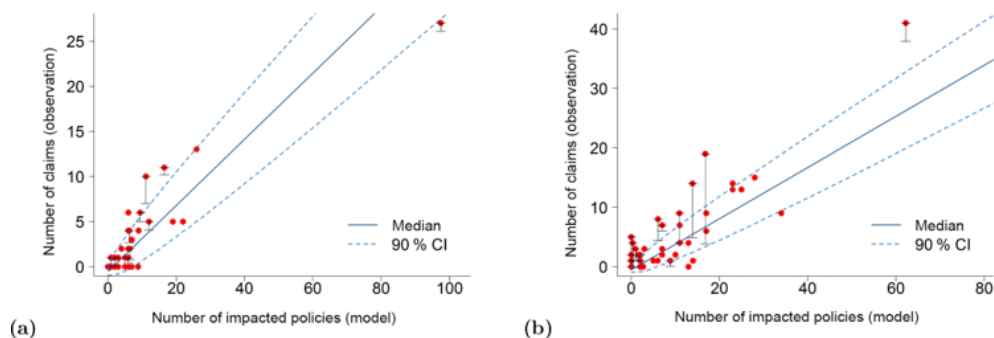 25
20
15
10
5
0
Number of claims (observation)
Median
90 % CI
0 20 40 60 80 100
Number of impacted policies (model)
(a)
40
30
20
10
0
Number of claims (observation)
Median
90 % CI
0 20 40 60 80
Number of impacted policies (model)
(b)